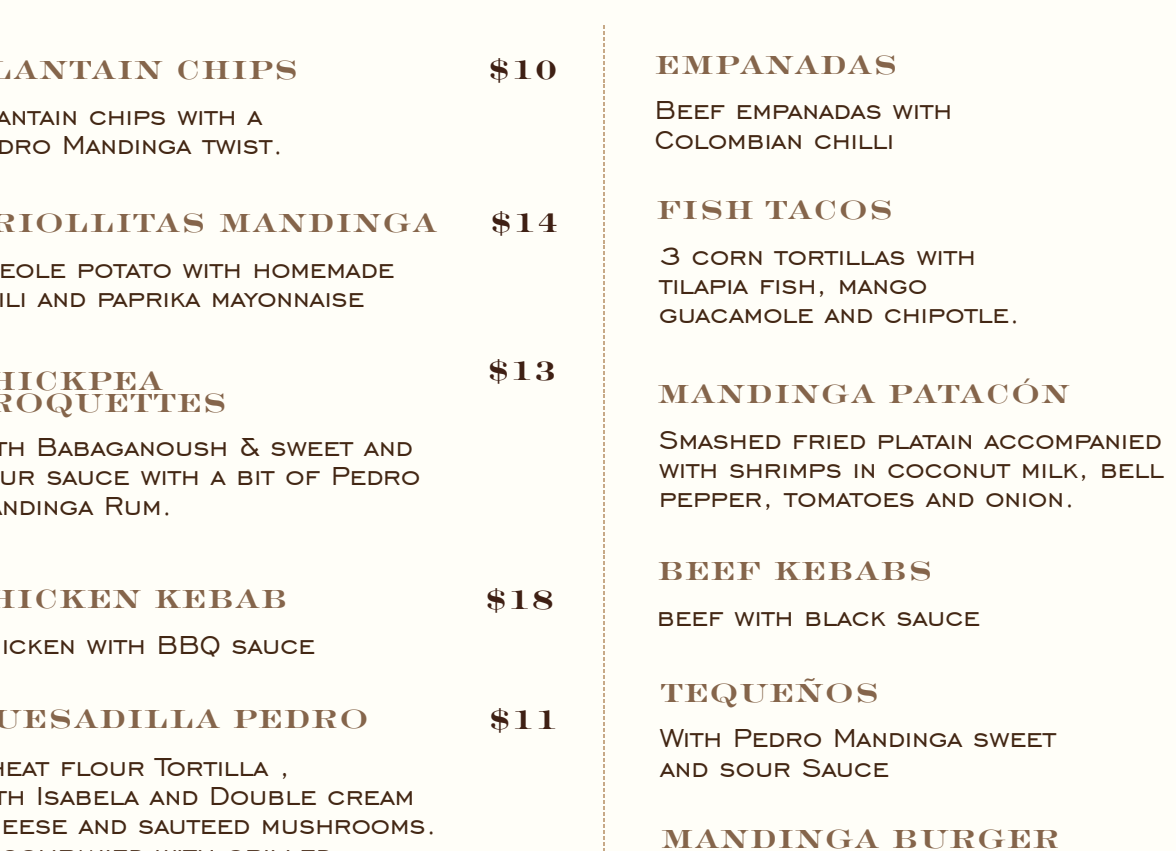 LANTAIN CHIPS $10
ANTAIN CHIPS WITH A
DRO MANDINGA TWIST.
RIOLLITAS MANDINGA $14
EOLE POTATO WITH HOMEMADE
ILI AND PAPRIKA MAYONNAISE
HICKPEA $13
ROQUETTES
TH BABAGANOUSH & SWEET AND
UR SAUCE WITH A BIT OF PEDRO
ANDINGA RUM.
HICKEN KEBAB $18
ICKEN WITH BBQ SAUCE
UESADILLA PEDRO $11
HEAT FLOUR TORTILLA ,
TH ISABELA AND DOUBLE CREAM
EESE AND SAUTEED MUSHROOMS.
EMPANADAS
BEEF EMPANADAS WITH
COLOMBIAN CHILLI
FISH TACOS
3 CORN TORTILLAS WITH
TILAPIA FISH, MANGO
GUACAMOLE AND CHIPOTLE.
MANDINGA PATACÓN
SMASHED FRIED PLATAIN ACCOMPANIED
WITH SHRIMPS IN COCONUT MILK, BELL
PEPPER, TOMATOES AND ONION.
BEEF KEBABS
BEEF WITH BLACK SAUCE
TEQUEÑOS
WITH PEDRO MANDINGA SWEET
AND SOUR SAUCE
MANDINGA BURGER